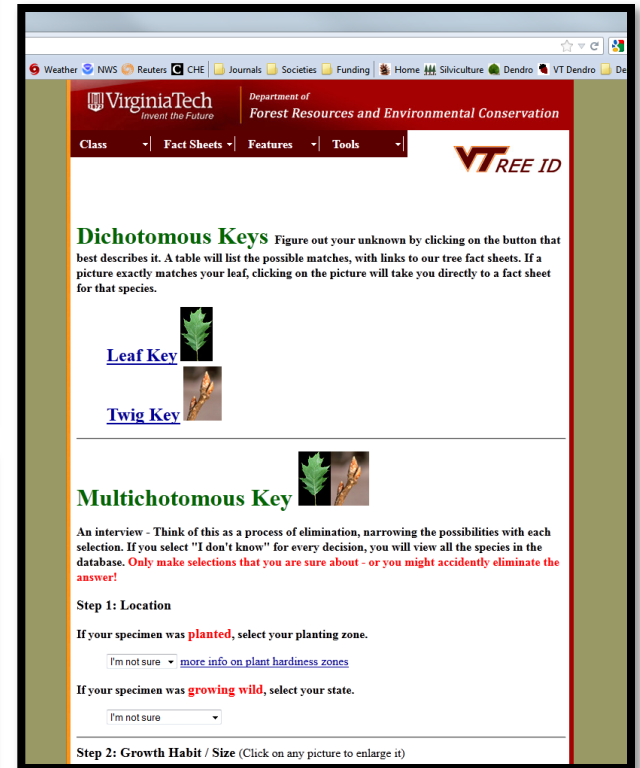 Weather NWS Reuters CHE Journals Societies Funding Home Silviculture Dendro VT Dendro De
VirginiaTech
Invent the Future
Department of
Forest Resources and Environmental Conservation
Class Fact Sheets Features Tools
VTREE ID
Dichotomous Keys Figure out your unknown by clicking on the button that
best describes it. A table will list the possible matches, with links to our tree fact sheets. If a
picture exactly matches your leaf, clicking on the picture will take you directly to a fact sheet
for that species.
Leaf Key
Twig Key
Multichotomous Key
An interview - Think of this as a process of elimination, narrowing the possibilities with each
selection. If you select "I don't know" for every decision, you will view all the species in the
database. Only make selections that you are sure about - or you might accidently eliminate the
answer!
Step 1: Location
If your specimen was planted, select your planting zone.
I'm not sure more info on plant hardiness zones
If your specimen was growing wild, select your state.
I'm not sure
Step 2: Growth Habit / Size (Click on any picture to enlarge it)